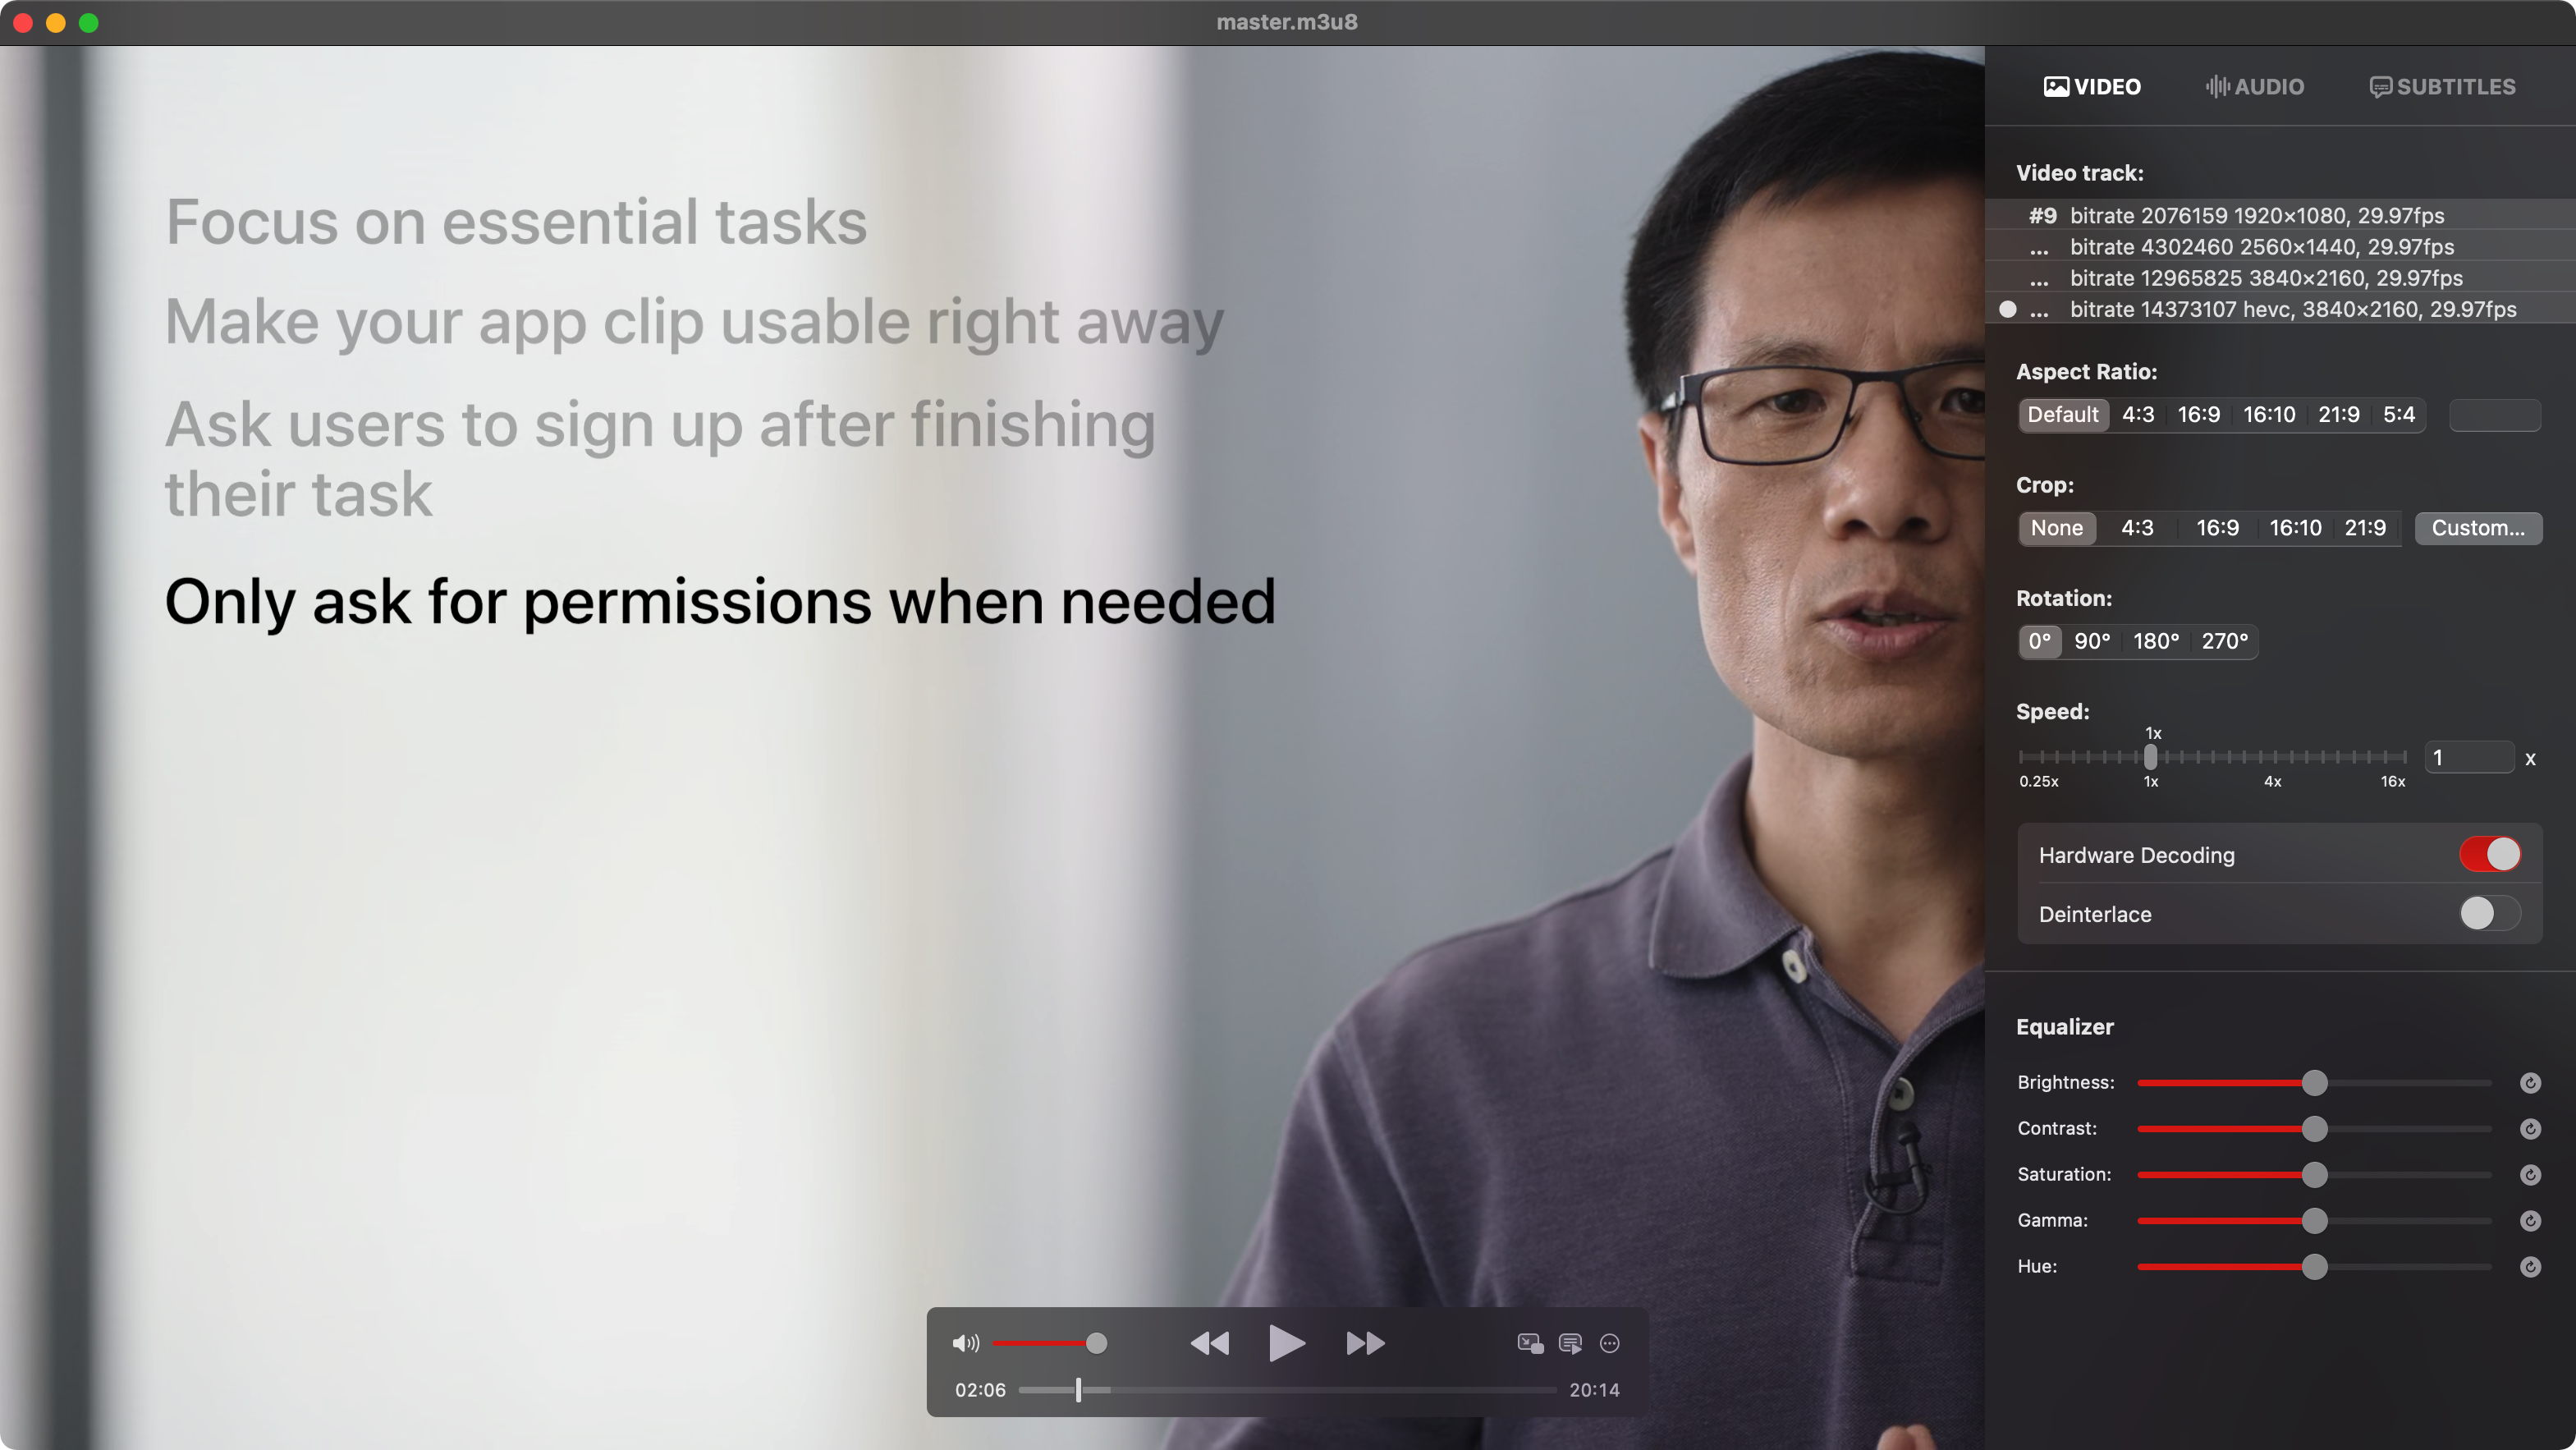 master.m3u8
Focus on essential tasks
Make your app clip usable right away
Ask users to sign up after finishing
their task
Only ask for permissions when needed
02:06
20:14
VIDEO AUDIO SUBTITLES
Video track:
#9 bitrate 2076159 1920×1080, 29.97fps
... bitrate 4302460 2560×1440, 29.97fps
... bitrate 12965825 3840×2160, 29.97fps
... bitrate 14373107 hevc, 3840×2160, 29.97fps
Aspect Ratio:
Default 4:3 16:9 16:10 21:9 5:4
Crop:
None 4:3 16:9 16:10 21:9 Custom...
Rotation:
0° 90° 180° 270°
Speed:
1x
1 x
0.25x 1x 4x 16x
Hardware Decoding
Deinterlace
Equalizer
Brightness:
Contrast:
Saturation:
Gamma:
Hue: